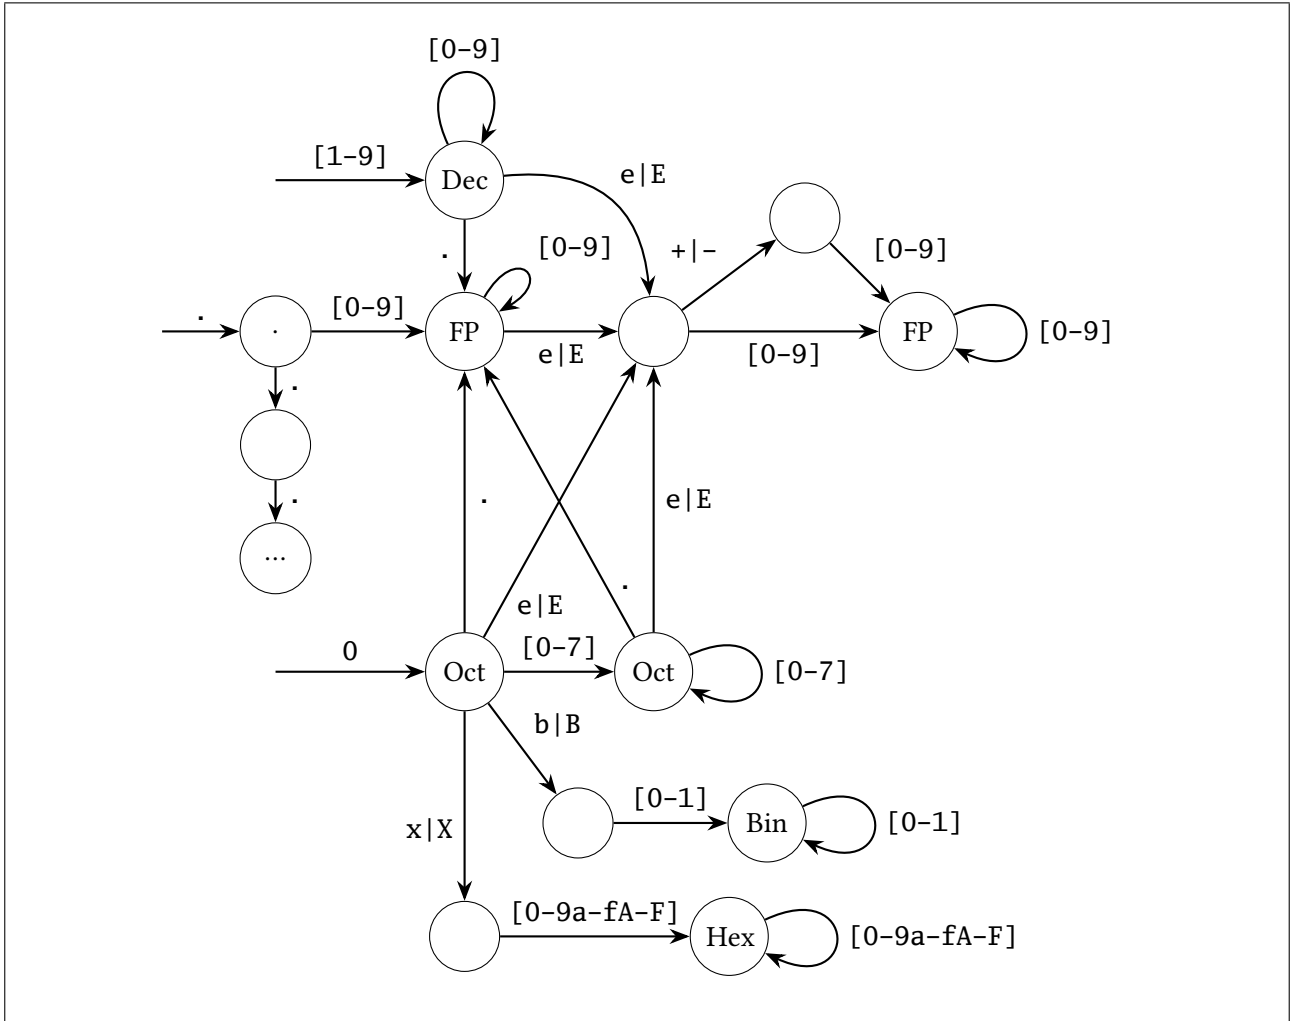 [0-9]
[1-9]
Dec
e|E
+|-
[0-9]
.
[0-9]
.
.
[0-9]
FP
e|E
[0-9]
FP
[0-9]
.
.
...
.
e|E
.
e|E
0
Oct
[0-7]
Oct
[0-7]
b|B
x|X
[0-1]
Bin
[0-1]
[0-9a-fA-F]
Hex
[0-9a-fA-F]